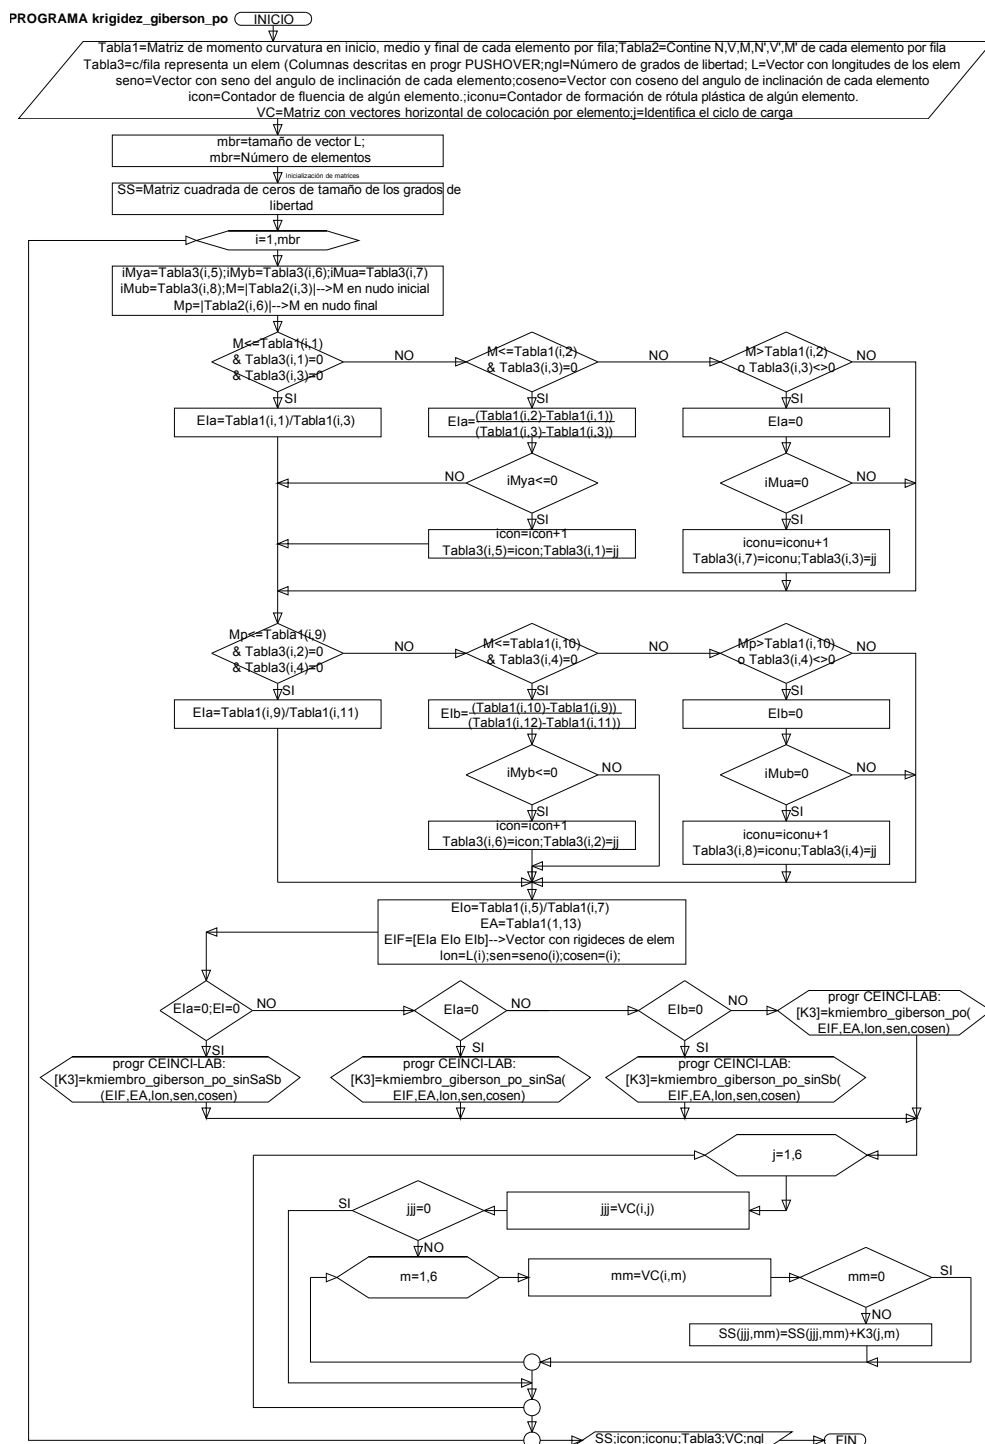 PROGRAMA krigidez_giberson_po
INICIO
Tabla1=Matriz de momento curvatura en inicio, medio y final de cada elemento por fila;Tabla2=Contine N,V,M,N',V',M' de cada elemento por fila
Tabla3=c/fila representa un elem (Columnas descritas en progr PUSHOVER;ngl=Número de grados de libertad; L=Vector con longitudes de los elem
seno=Vector con seno del angulo de inclinación de cada elemento;coseno=Vector con coseno del angulo de inclinación de cada elemento
icon=Contador de fluencia de algún elemento.;iconu=Contador de formación de rótula plástica de algún elemento.
VC=Matriz con vectores horizontal de colocación por elemento;j=Identifica el ciclo de carga
mbr=tamaño de vector L;
mbr=Número de elementos
Inicialización de matrices
SS=Matriz cuadrada de ceros de tamaño de los grados de
libertad
i=1,mbr
iMya=Tabla3(i,5);iMyb=Tabla3(i,6);iMua=Tabla3(i,7)
iMub=Tabla3(i,8);M=|Tabla2(i,3)|-->M en nudo inicial
Mp=|Tabla2(i,6)|-->M en nudo final
M<=Tabla1(i,1)
& Tabla3(i,1)=0
& Tabla3(i,3)=0
NO
M<=Tabla1(i,2)
& Tabla3(i,3)=0
NO
M>Tabla1(i,2)
o Tabla3(i,3)<>0
NO
SI
SI
SI
EIa=Tabla1(i,1)/Tabla1(i,3)
EIa=(Tabla1(i,2)-Tabla1(i,1))
(Tabla1(i,3)-Tabla1(i,3))
EIa=0
NO
iMya<=0
iMua=0
NO
SI
SI
icon=icon+1
Tabla3(i,5)=icon;Tabla3(i,1)=jj
iconu=iconu+1
Tabla3(i,7)=iconu;Tabla3(i,3)=jj
Mp<=Tabla1(i,9)
& Tabla3(i,2)=0
& Tabla3(i,4)=0
NO
M<=Tabla1(i,10)
& Tabla3(i,4)=0
NO
Mp>Tabla1(i,10)
o Tabla3(i,4)<>0
NO
SI
SI
SI
EIa=Tabla1(i,9)/Tabla1(i,11)
EIb=(Tabla1(i,10)-Tabla1(i,9))
(Tabla1(i,12)-Tabla1(i,11))
EIb=0
iMyb<=0
NO
iMub=0
NO
SI
SI
icon=icon+1
Tabla3(i,6)=icon;Tabla3(i,2)=jj
iconu=iconu+1
Tabla3(i,8)=iconu;Tabla3(i,4)=jj
EIo=Tabla1(i,5)/Tabla1(i,7)
EA=Tabla1(1,13)
EIF=[EIa EIo EIb]-->Vector con rigideces de elem
lon=L(i);sen=seno(i);cosen=(i);
EIa=0;EI=0
NO
EIa=0
NO
EIb=0
NO
progr CEINCI-LAB:
[K3]=kmiembro_giberson_po(
EIF,EA,lon,sen,cosen)
SI
SI
SI
progr CEINCI-LAB:
[K3]=kmiembro_giberson_po_sinSaSb
(EIF,EA,lon,sen,cosen)
progr CEINCI-LAB:
[K3]=kmiembro_giberson_po_sinSa(
EIF,EA,lon,sen,cosen)
progr CEINCI-LAB:
[K3]=kmiembro_giberson_po_sinSb(
EIF,EA,lon,sen,cosen)
j=1,6
SI
jjj=0
jjj=VC(i,j)
NO
m=1,6
mm=VC(i,m)
mm=0
SI
NO
SS(jjj,mm)=SS(jjj,mm)+K3(j,m)
SS;icon;iconu;Tabla3;VC;ngl
FIN